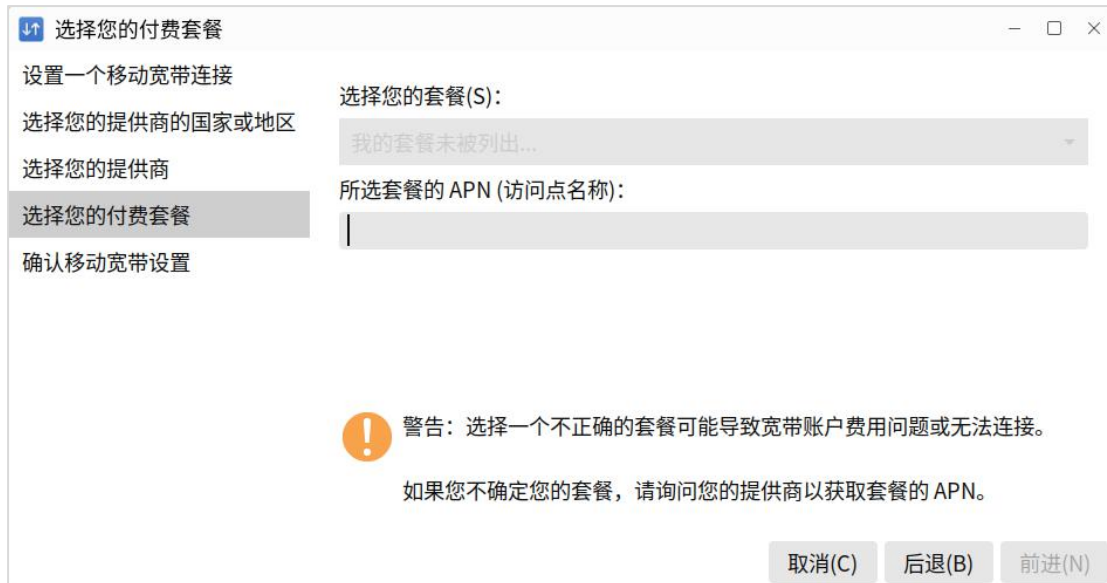 选择您的付费套餐
设置一个移动宽带连接
选择您的提供商的国家或地区
选择您的提供商
选择您的付费套餐
确认移动宽带设置
选择您的套餐(S)：
我的套餐未被列出...
所选套餐的 APN (访问点名称)：
警告：选择一个不正确的套餐可能导致宽带账户费用问题或无法连接。
如果您不确定您的套餐，请询问您的提供商以获取套餐的 APN。
取消(C) 后退(B) 前进(N)